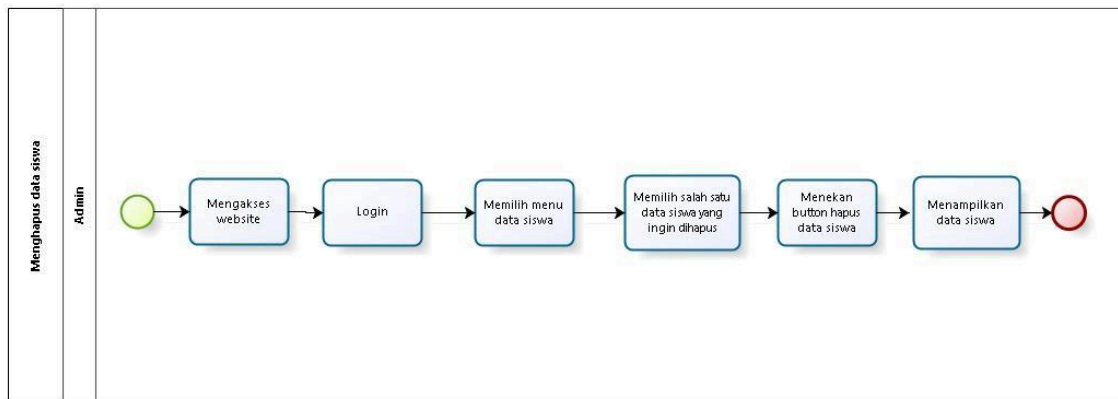 Menghapus data siswa
Admin
Mengakses
website
Login
Memilih menu
data siswa
Memilih salah satu
data siswa yang
ingin dihapus
Menekan
button hapus
data siswa
Menampilkan
data siswa